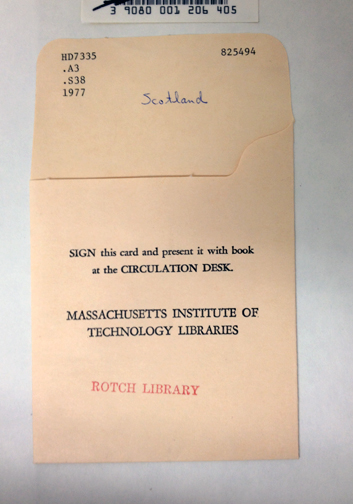 3 9080 001 206 405
HD7335
.A3
.S38
1977
825494
Scotland
SIGN this card and present it with book
at the CIRCULATION DESK.
MASSACHUSETTS INSTITUTE OF
TECHNOLOGY LIBRARIES
ROTCH LIBRARY